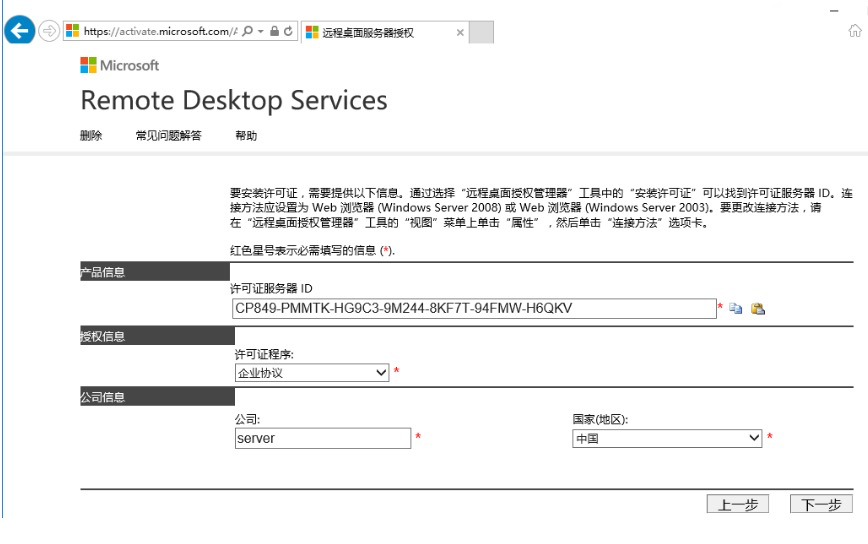 https://activate.microsoft.com/
远程桌面服务器授权
Microsoft
Remote Desktop Services
删除 常见问题解答 帮助
要安装许可证，需要提供以下信息。通过选择“远程桌面授权管理器”工具中的“安装许可证”可以找到许可证服务器 ID。连
接方法应设置为 Web 浏览器 (Windows Server 2008) 或 Web 浏览器 (Windows Server 2003)。要更改连接方法，请
在“远程桌面授权管理器”工具的“视图”菜单上单击“属性”，然后单击“连接方法”选项卡。
红色星号表示必需填写的信息 (*).
产品信息
许可证服务器 ID
CP849-PMMTK-HG9C3-9M244-8KF7T-94FMW-H6QKV *
授权信息
许可证程序:
企业协议 *
公司信息
公司: 国家(地区):
server * 中国 *
上一步 下一步